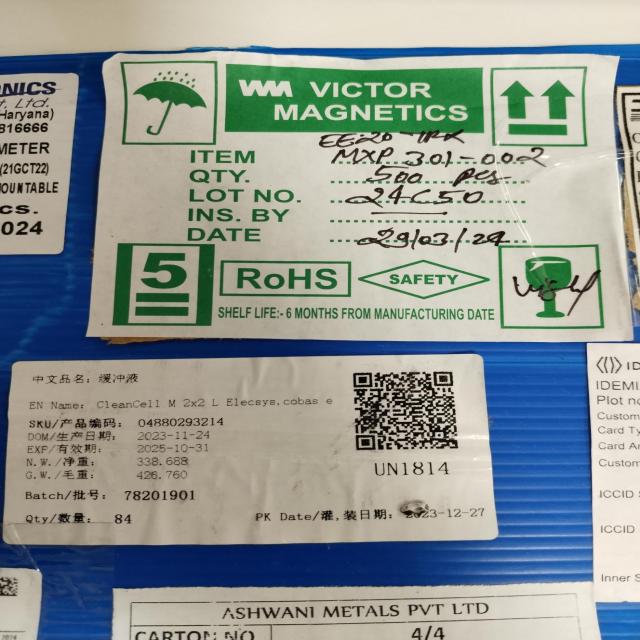 ONICS
t. Ltd.
Haryana)
816666
METER
(21GCT22)
MOUNTABLE
cs.
024
VICTOR
MAGNETICS
ITEM MXP 301-002
QTY. 500 pcs
LOT NO. 24C50
INS. BY
DATE 29/03/24
5
RoHS
SAFETY
SHELF LIFE:- 6 MONTHS FROM MANUFACTURING DATE
中文品名: 缓冲液
EN Name: CleanCell M 2x2 L Elecsys,cobas e
SKU/产品编码: 04880293214
DOM/生产日期: 2023-11-24
EXP/有效期: 2025-10-31
N.W./净重: 338.688
G.W./毛重: 426.760
Batch/批号: 78201901
Qty/数量: 84
UN1814
PK Date/灌,装日期: 2023-12-27
IDE
IDEMI
Plot no
Custom
Card Ty
Card Ar
Custom
ICCID S
ICCID
Inner S
ASHWANI METALS PVT LTD
CARTON NO 4/4